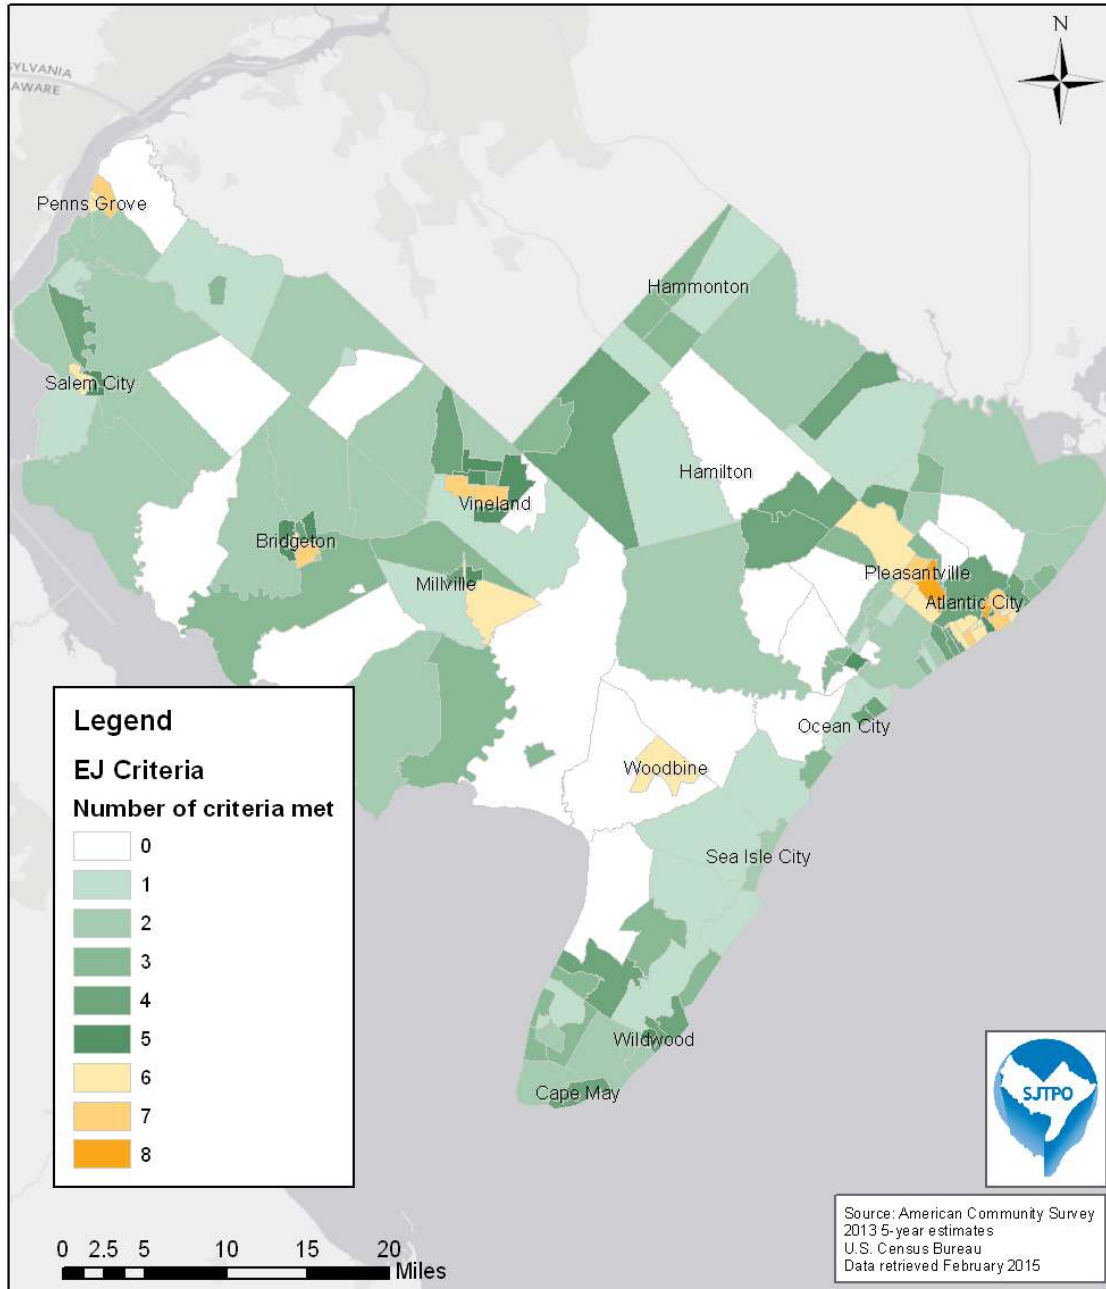 N
SYLVANIA
AWARE
Penns Grove
Hammonton
Salem City
Hamilton
Vineland
Bridgeton
Pleasantville
Millville
Atlantic City
Ocean City
Woodbine
Sea Isle City
Wildwood
Cape May
Legend
EJ Criteria
Number of criteria met
0
1
2
3
4
5
6
7
8
SJTPO
0 2.5 5 10 15 20
Miles
Source: American Community Survey
2013 5-year estimates
U.S. Census Bureau
Data retrieved February 2015